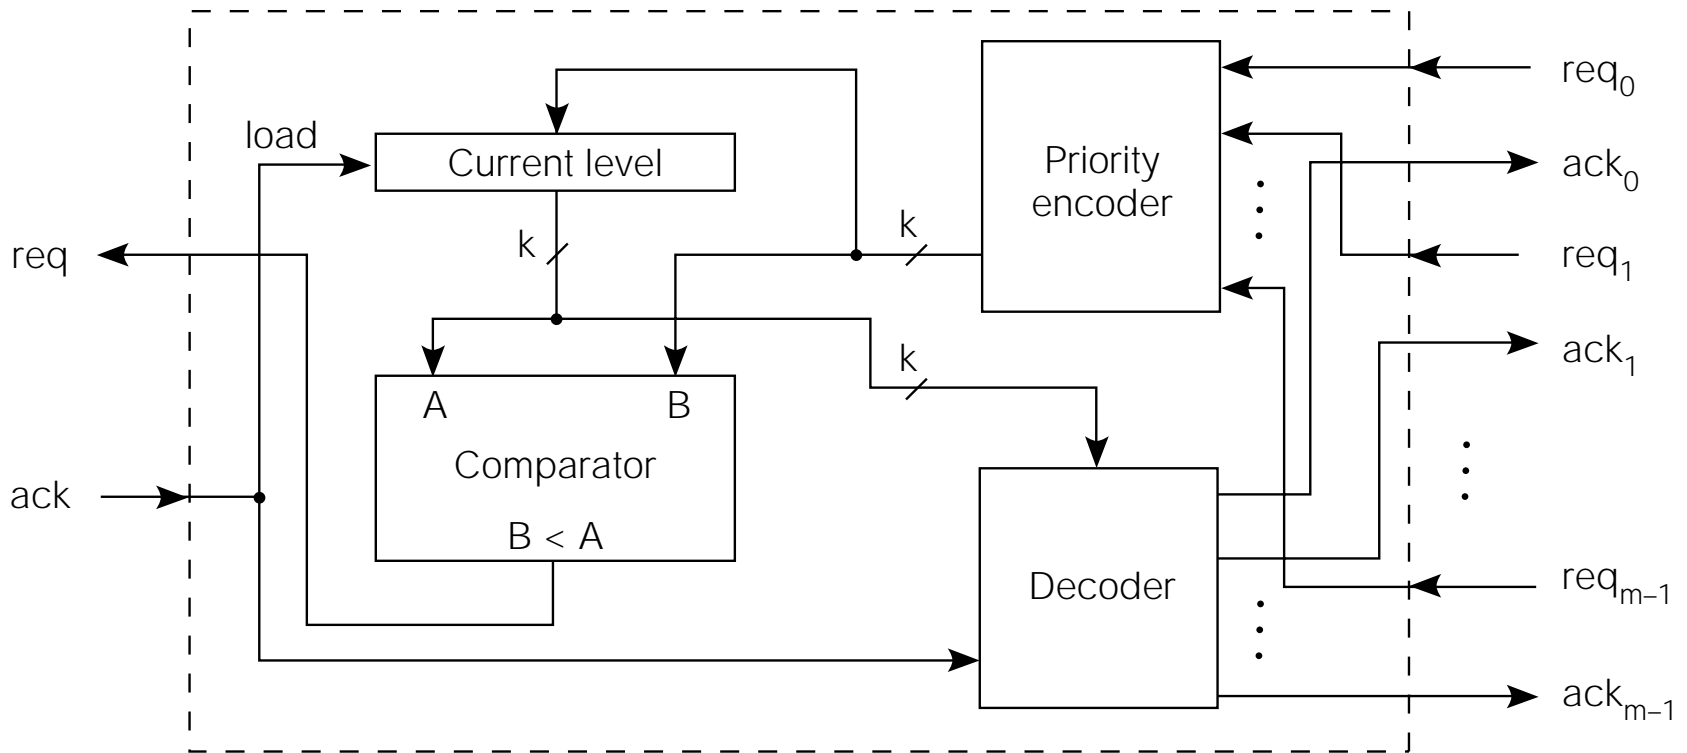 req₀
load
Current level
Priority
encoder
ack₀
k
k
req
req₁
ack₁
k
A
B
Comparator
ack
B < A
Decoder
reqₘ₋₁
ackₘ₋₁